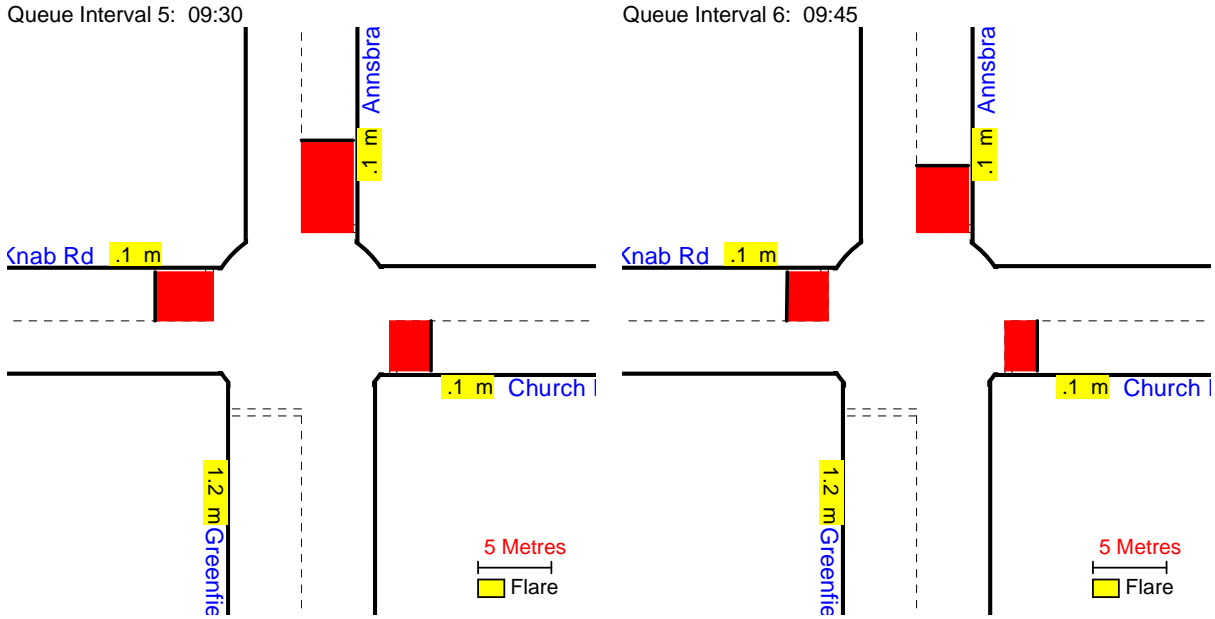 Queue Interval 5: 09:30
Annsbra
.1 m
Knab Rd .1 m
.1 m Church
1.2 m Greenfie
5 Metres
Flare
Queue Interval 6: 09:45
Annsbra
.1 m
Knab Rd .1 m
.1 m Church
1.2 m Greenfie
5 Metres
Flare